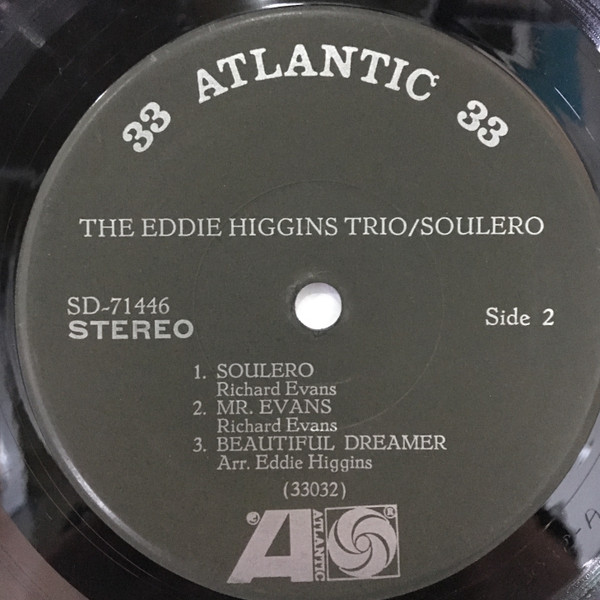 33 ATLANTIC 33
THE EDDIE HIGGINS TRIO/SOULERO
SD-71446
STEREO
Side 2
1. SOULERO
Richard Evans
2. MR. EVANS
Richard Evans
3. BEAUTIFUL DREAMER
Arr. Eddie Higgins
(33032)
® A ATLANTIC ®